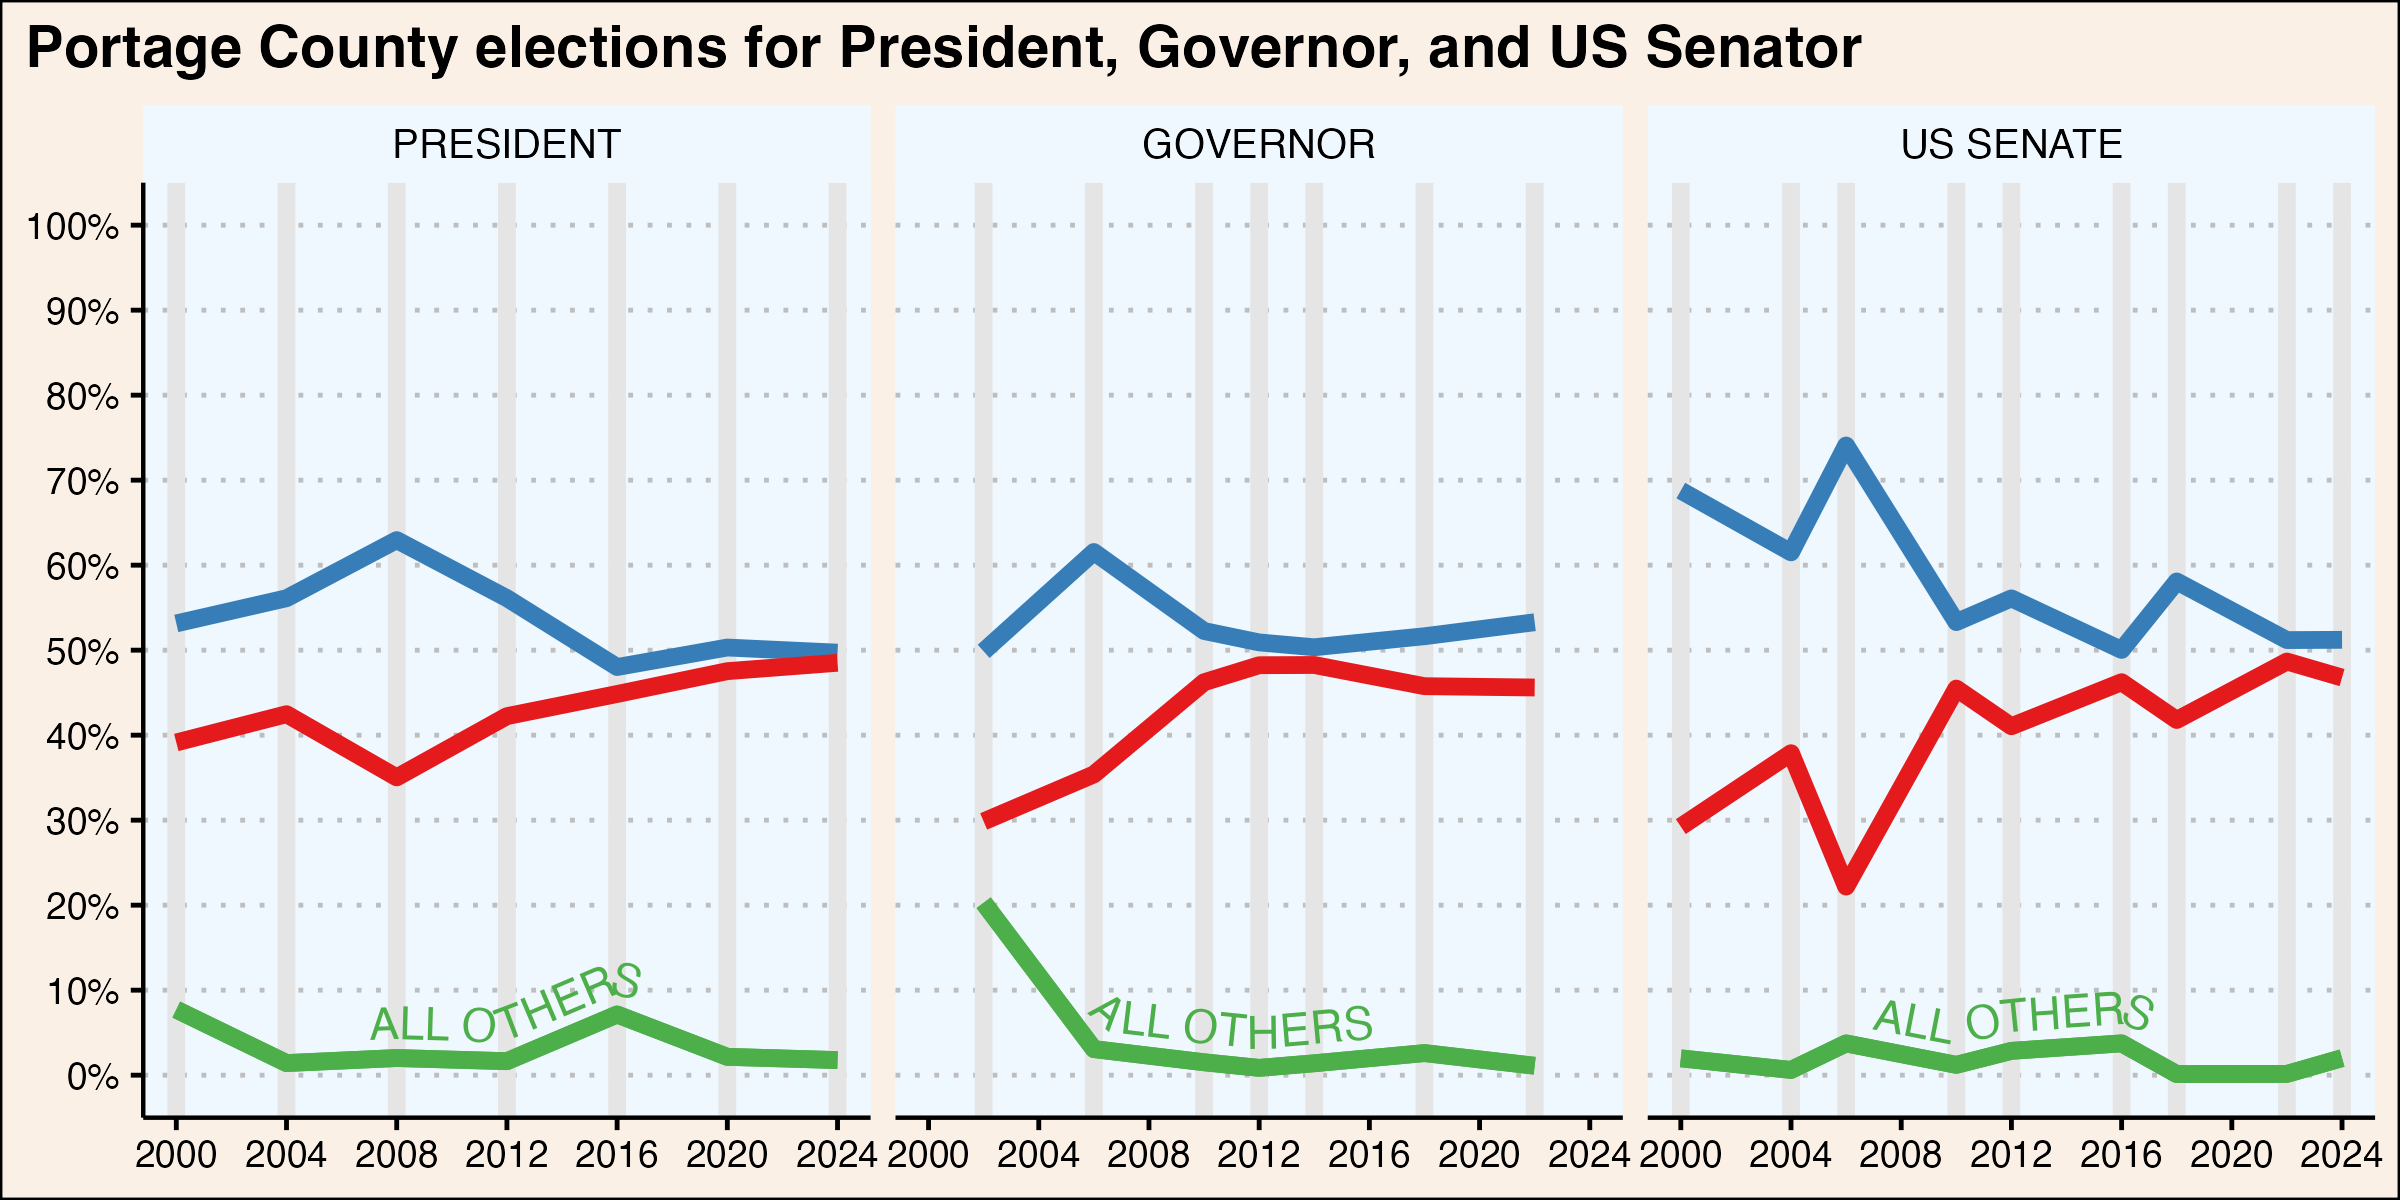 Portage County elections for President, Governor, and US Senator
PRESIDENT
GOVERNOR
US SENATE
100%
90%
80%
70%
60%
50%
40%
30%
20%
10%
0%
ALL OTHERS
ALL OTHERS
ALL OTHERS
2000 2004 2008 2012 2016 2020 2024
2000 2004 2008 2012 2016 2020 2024
2000 2004 2008 2012 2016 2020 2024